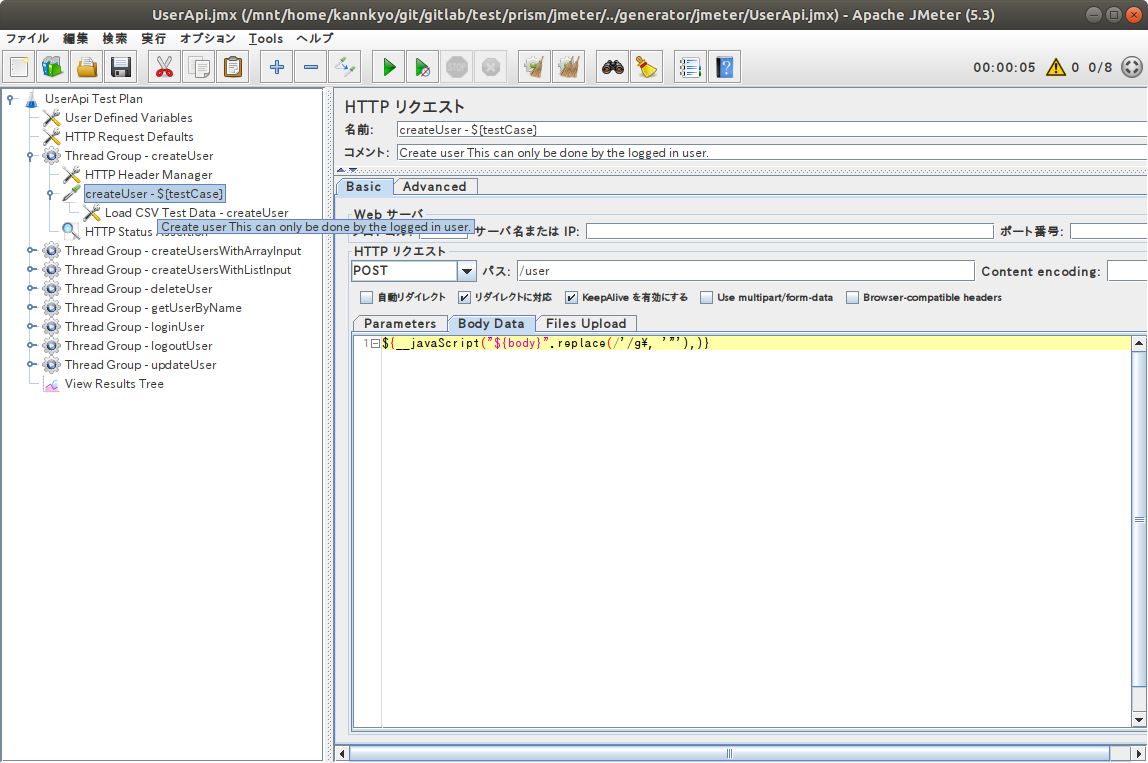 UserApi.jmx (/mnt/home/kannkyo/git/gitlab/test/prism/jmeter/../generator/jmeter/UserApi.jmx) - Apache JMeter (5.3)
ファイル 編集 検索 実行 オプション Tools ヘルプ
STOP
00:00:05 0 0/8
UserApi Test Plan
User Defined Variables
HTTP Request Defaults
Thread Group - createUser
HTTP Header Manager
createUser - ${testCase}
Load CSV Test Data - createUser
HTTP Status
Create user This can only be done by the logged in user.
Thread Group - createUsersWithArrayInput
Thread Group - createUsersWithListInput
Thread Group - deleteUser
Thread Group - getUserByName
Thread Group - loginUser
Thread Group - logoutUser
Thread Group - updateUser
View Results Tree
HTTP リクエスト
名前: createUser - ${testCase}
コメント: Create user This can only be done by the logged in user.
Basic Advanced
Web サーバ
サーバ名または IP: ポート番号:
HTTP リクエスト
POST パス: /user Content encoding:
自動リダイレクト リダイレクトに対応 KeepAlive を有効にする Use multipart/form-data Browser-compatible headers
Parameters Body Data Files Upload
1 ${__javaScript("${body}".replace(/'/g¥, '"'),)}